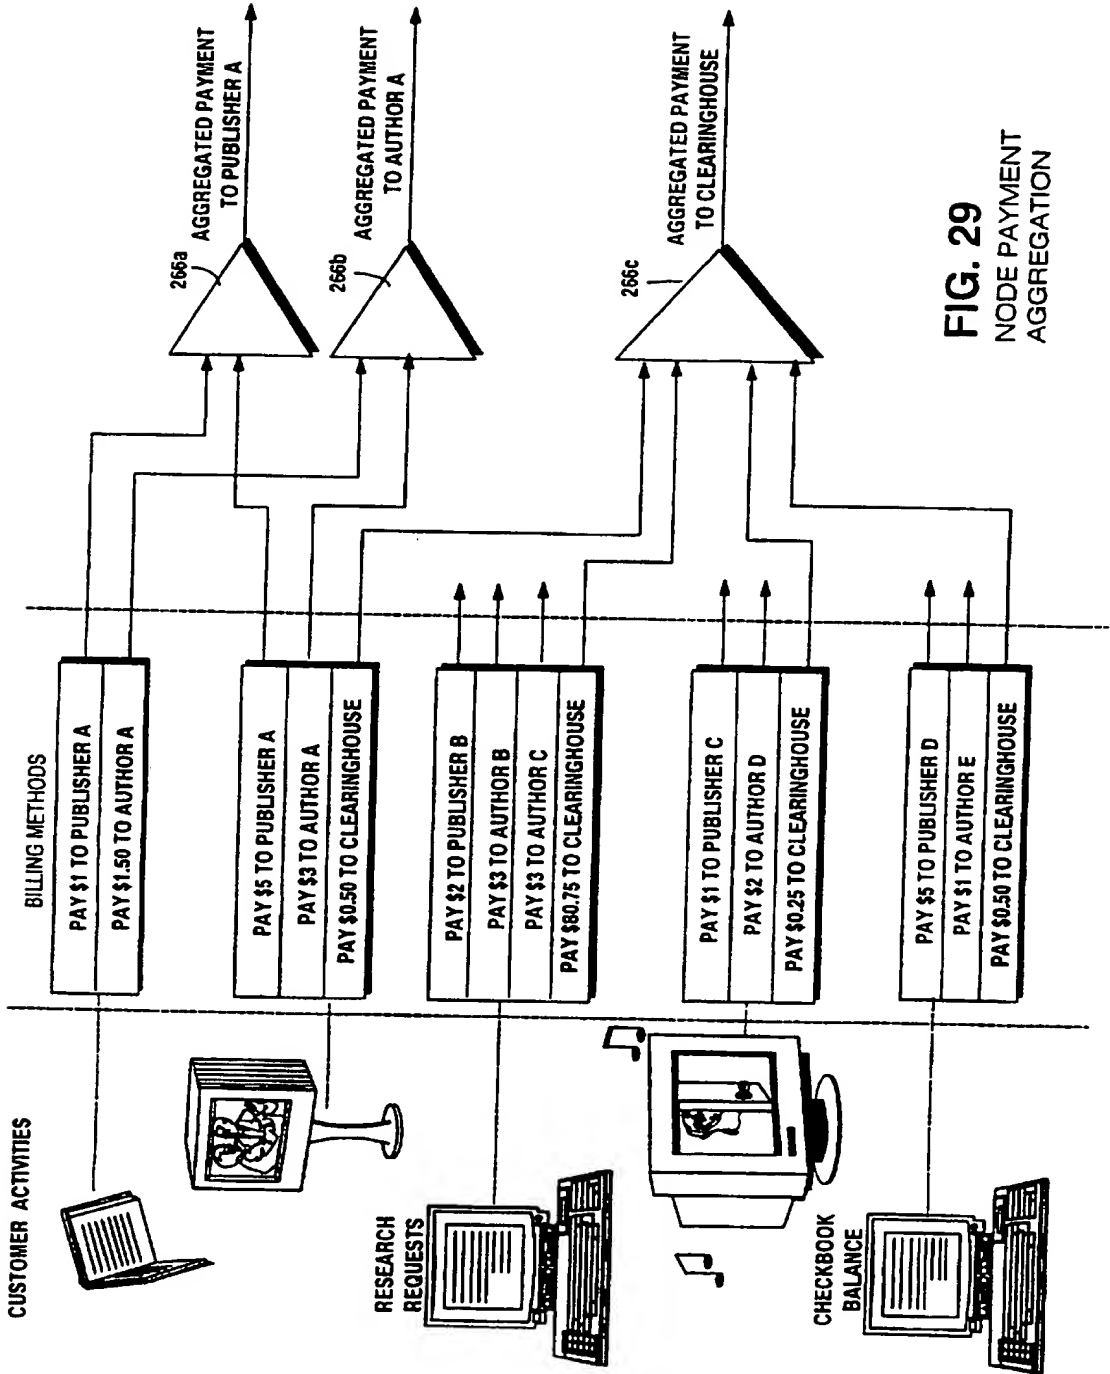 CUSTOMER ACTIVITIES
RESEARCH
REQUESTS
CHECKBOOK
BALANCE
BILLING METHODS
PAY $1 TO PUBLISHER A
PAY $1.50 TO AUTHOR A
PAY $5 TO PUBLISHER A
PAY $3 TO AUTHOR A
PAY $0.50 TO CLEARINGHOUSE
PAY $2 TO PUBLISHER B
PAY $3 TO AUTHOR B
PAY $3 TO AUTHOR C
PAY $80.75 TO CLEARINGHOUSE
PAY $1 TO PUBLISHER C
PAY $2 TO AUTHOR D
PAY $0.25 TO CLEARINGHOUSE
PAY $5 TO PUBLISHER D
PAY $1 TO AUTHOR E
PAY $0.50 TO CLEARINGHOUSE
266a
AGGREGATED PAYMENT
TO PUBLISHER A
266b
AGGREGATED PAYMENT
TO AUTHOR A
266c
AGGREGATED PAYMENT
TO CLEARINGHOUSE
FIG. 29
NODE PAYMENT
AGGREGATION